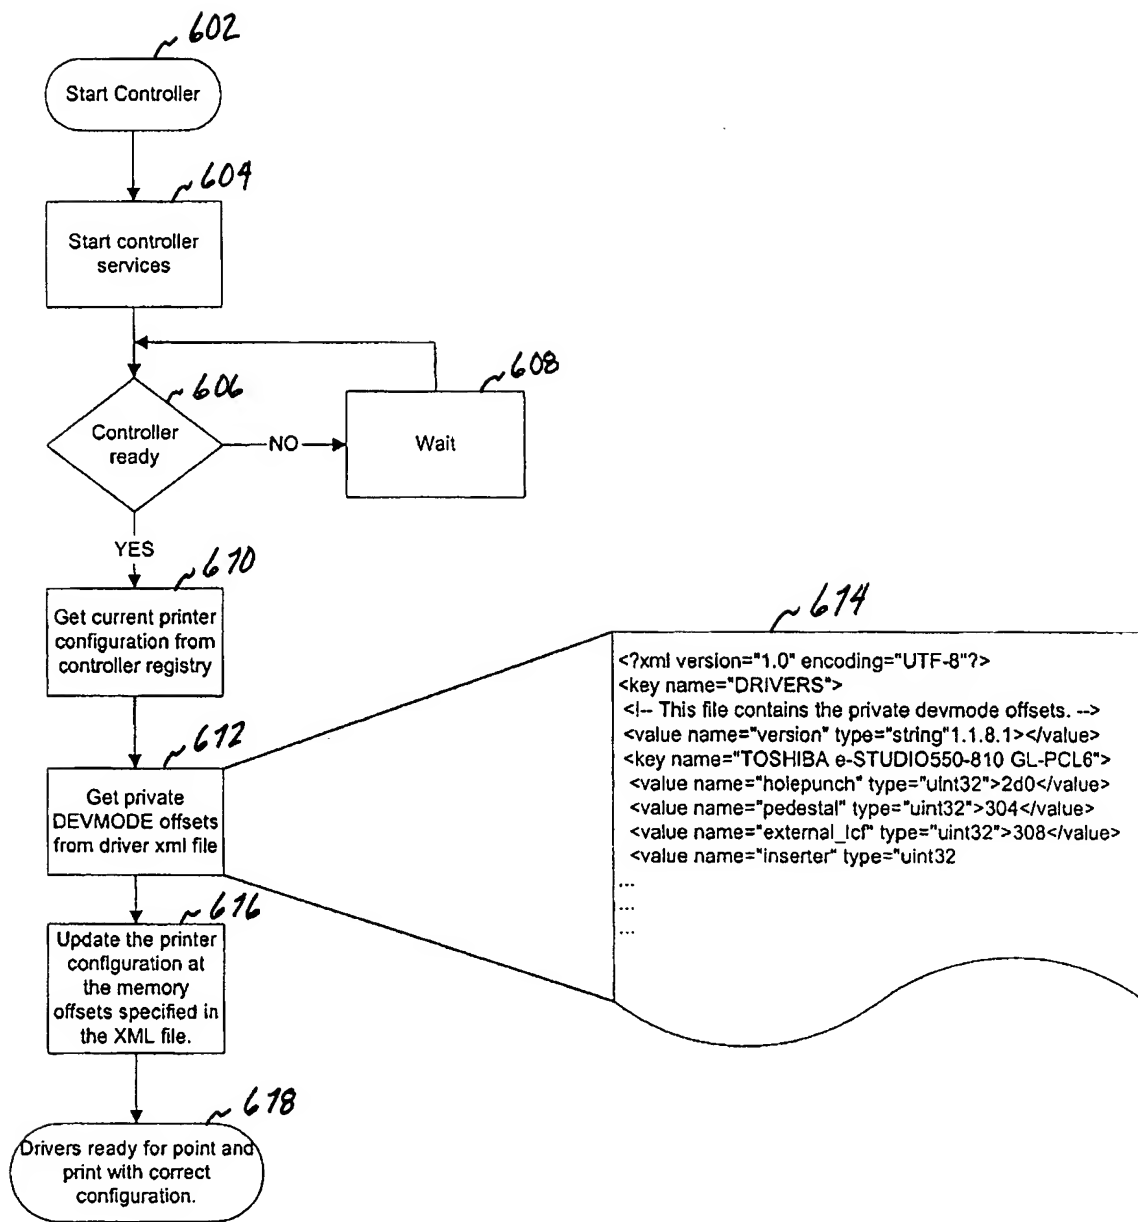 602
Start Controller
604
Start controller
services
608
606
Controller
ready
NO
Wait
YES
610
Get current printer
configuration from
controller registry
614
<?xml version="1.0" encoding="UTF-8"?>
<key name="DRIVERS">
<!-- This file contains the private devmode offsets. -->
<value name="version" type="string"1.1.8.1></value>
<key name="TOSHIBA e-STUDIO550-810 GL-PCL6">
<value name="holepunch" type="uint32">2d0</value>
<value name="pedestal" type="uint32">304</value>
<value name="external_lcf" type="uint32">308</value>
<value name="inserter" type="uint32
...
...
...
612
Get private
DEVMODE offsets
from driver xml file
616
Update the printer
configuration at
the memory
offsets specified in
the XML file.
618
Drivers ready for point and
print with correct
configuration.